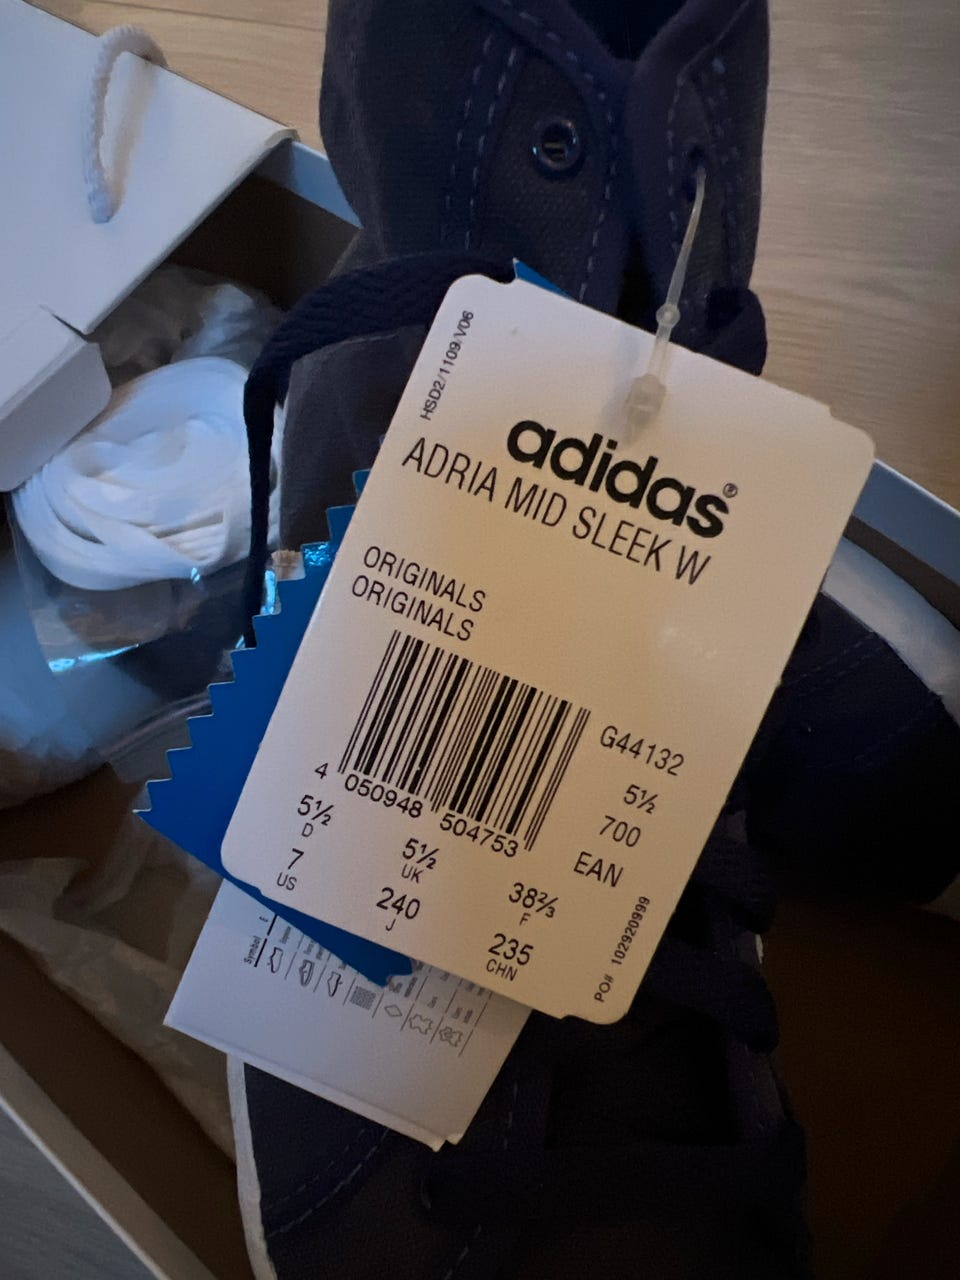 HSD2/1109/V06
adidas®
ADRIA MID SLEEK W
ORIGINALS
ORIGINALS
G44132
5½
700
EAN
4 050948 504753
5½
D
5½
UK
38⅔
F
7
US
240
J
235
CHN
PO# 102920999
Symbol